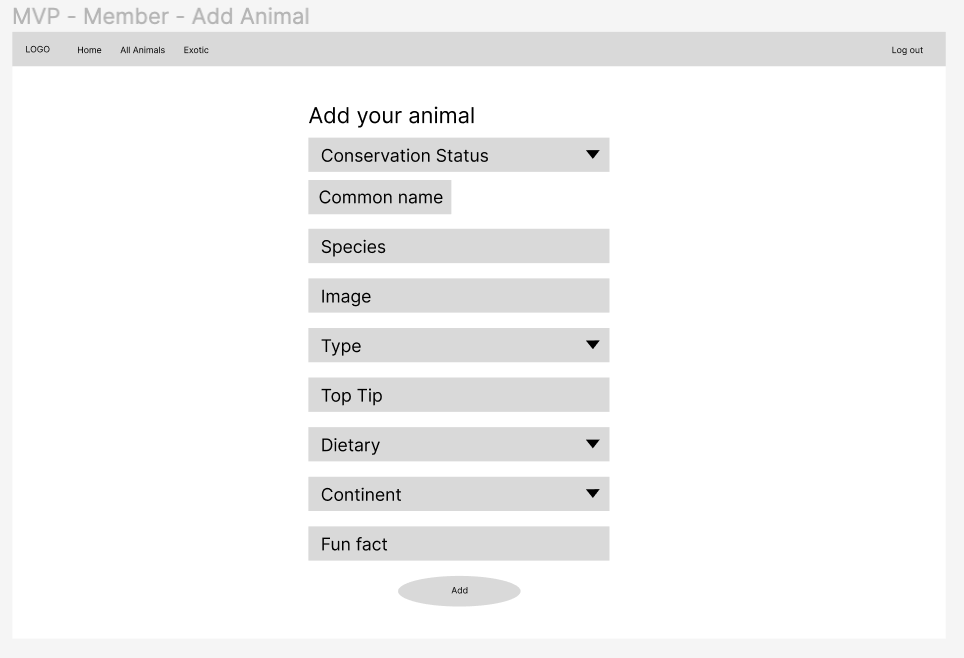 MVP - Member - Add Animal
LOGO Home All Animals Exotic Log out
Add your animal
Conservation Status
Common name
Species
Image
Type
Top Tip
Dietary
Continent
Fun fact
Add